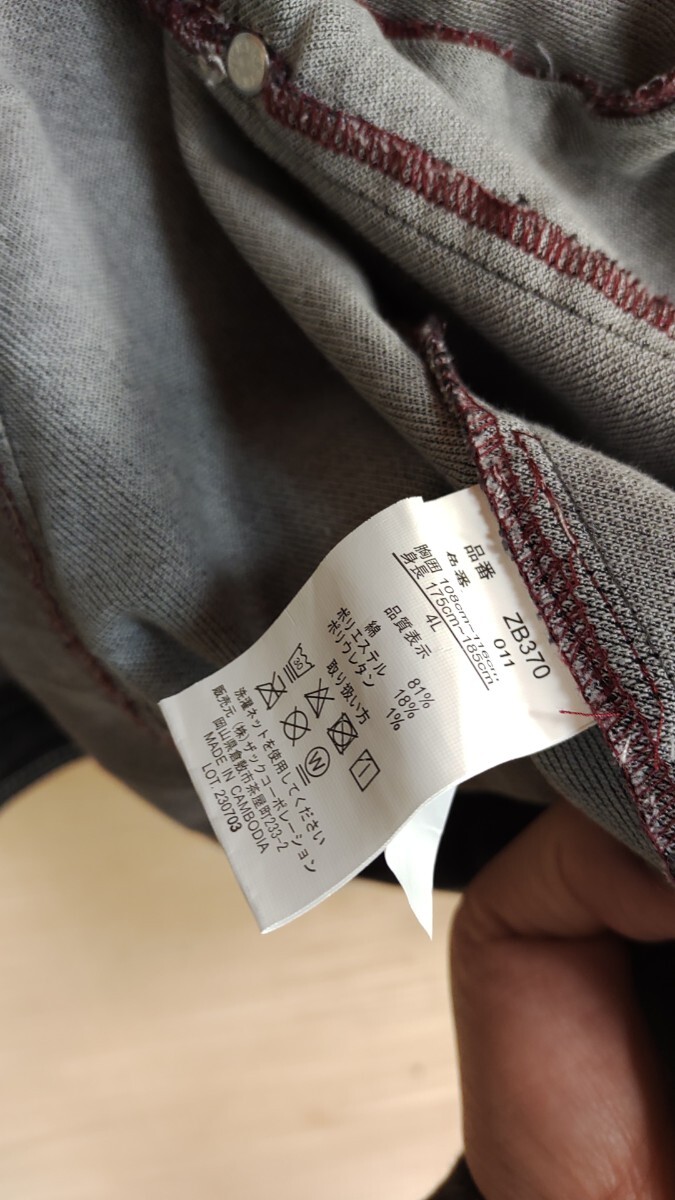 品番 ZB370
色番 011
胸囲 108cm~118cm
身長 175cm~185cm
4L
品質表示
綿 81%
ポリエステル 18%
ポリウレタン 1%
取り扱い方
30
W
洗濯ネットを使用してください
販売元 (株)ザックコーポレーション
岡山県倉敷市茶屋町233-2
MADE IN CAMBODIA
LOT. 230703